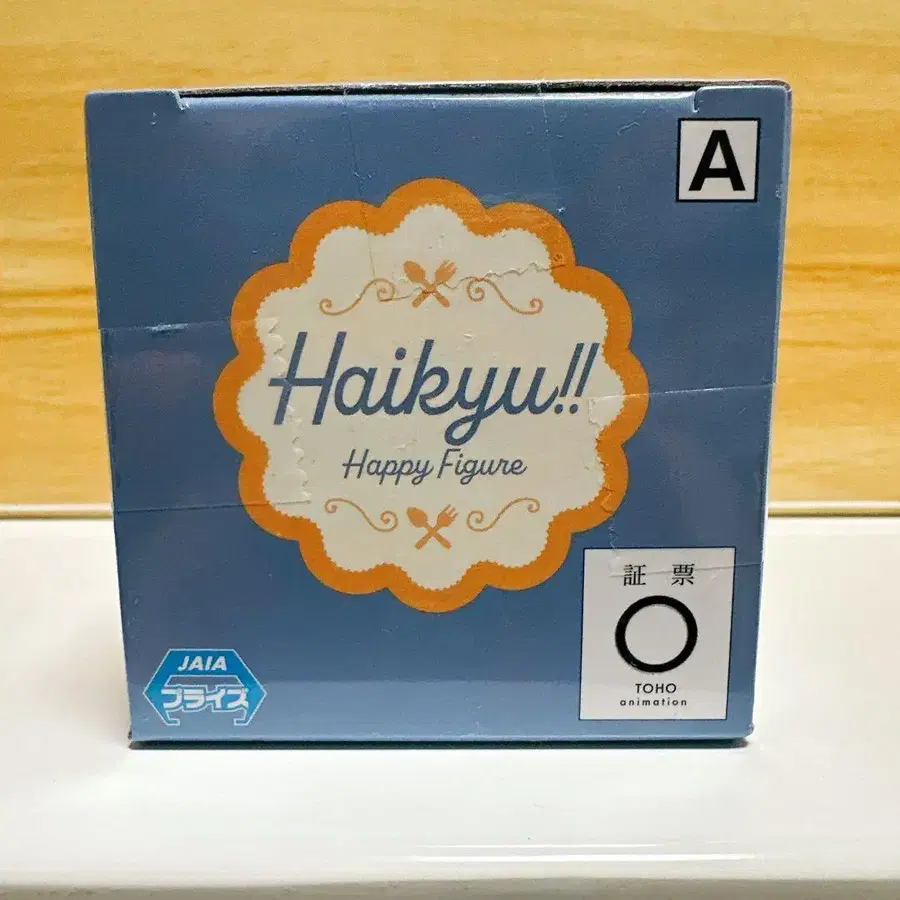 A
Haikyu!!
Happy Figure
証票
TOHO
animation
JAIA
プライズ